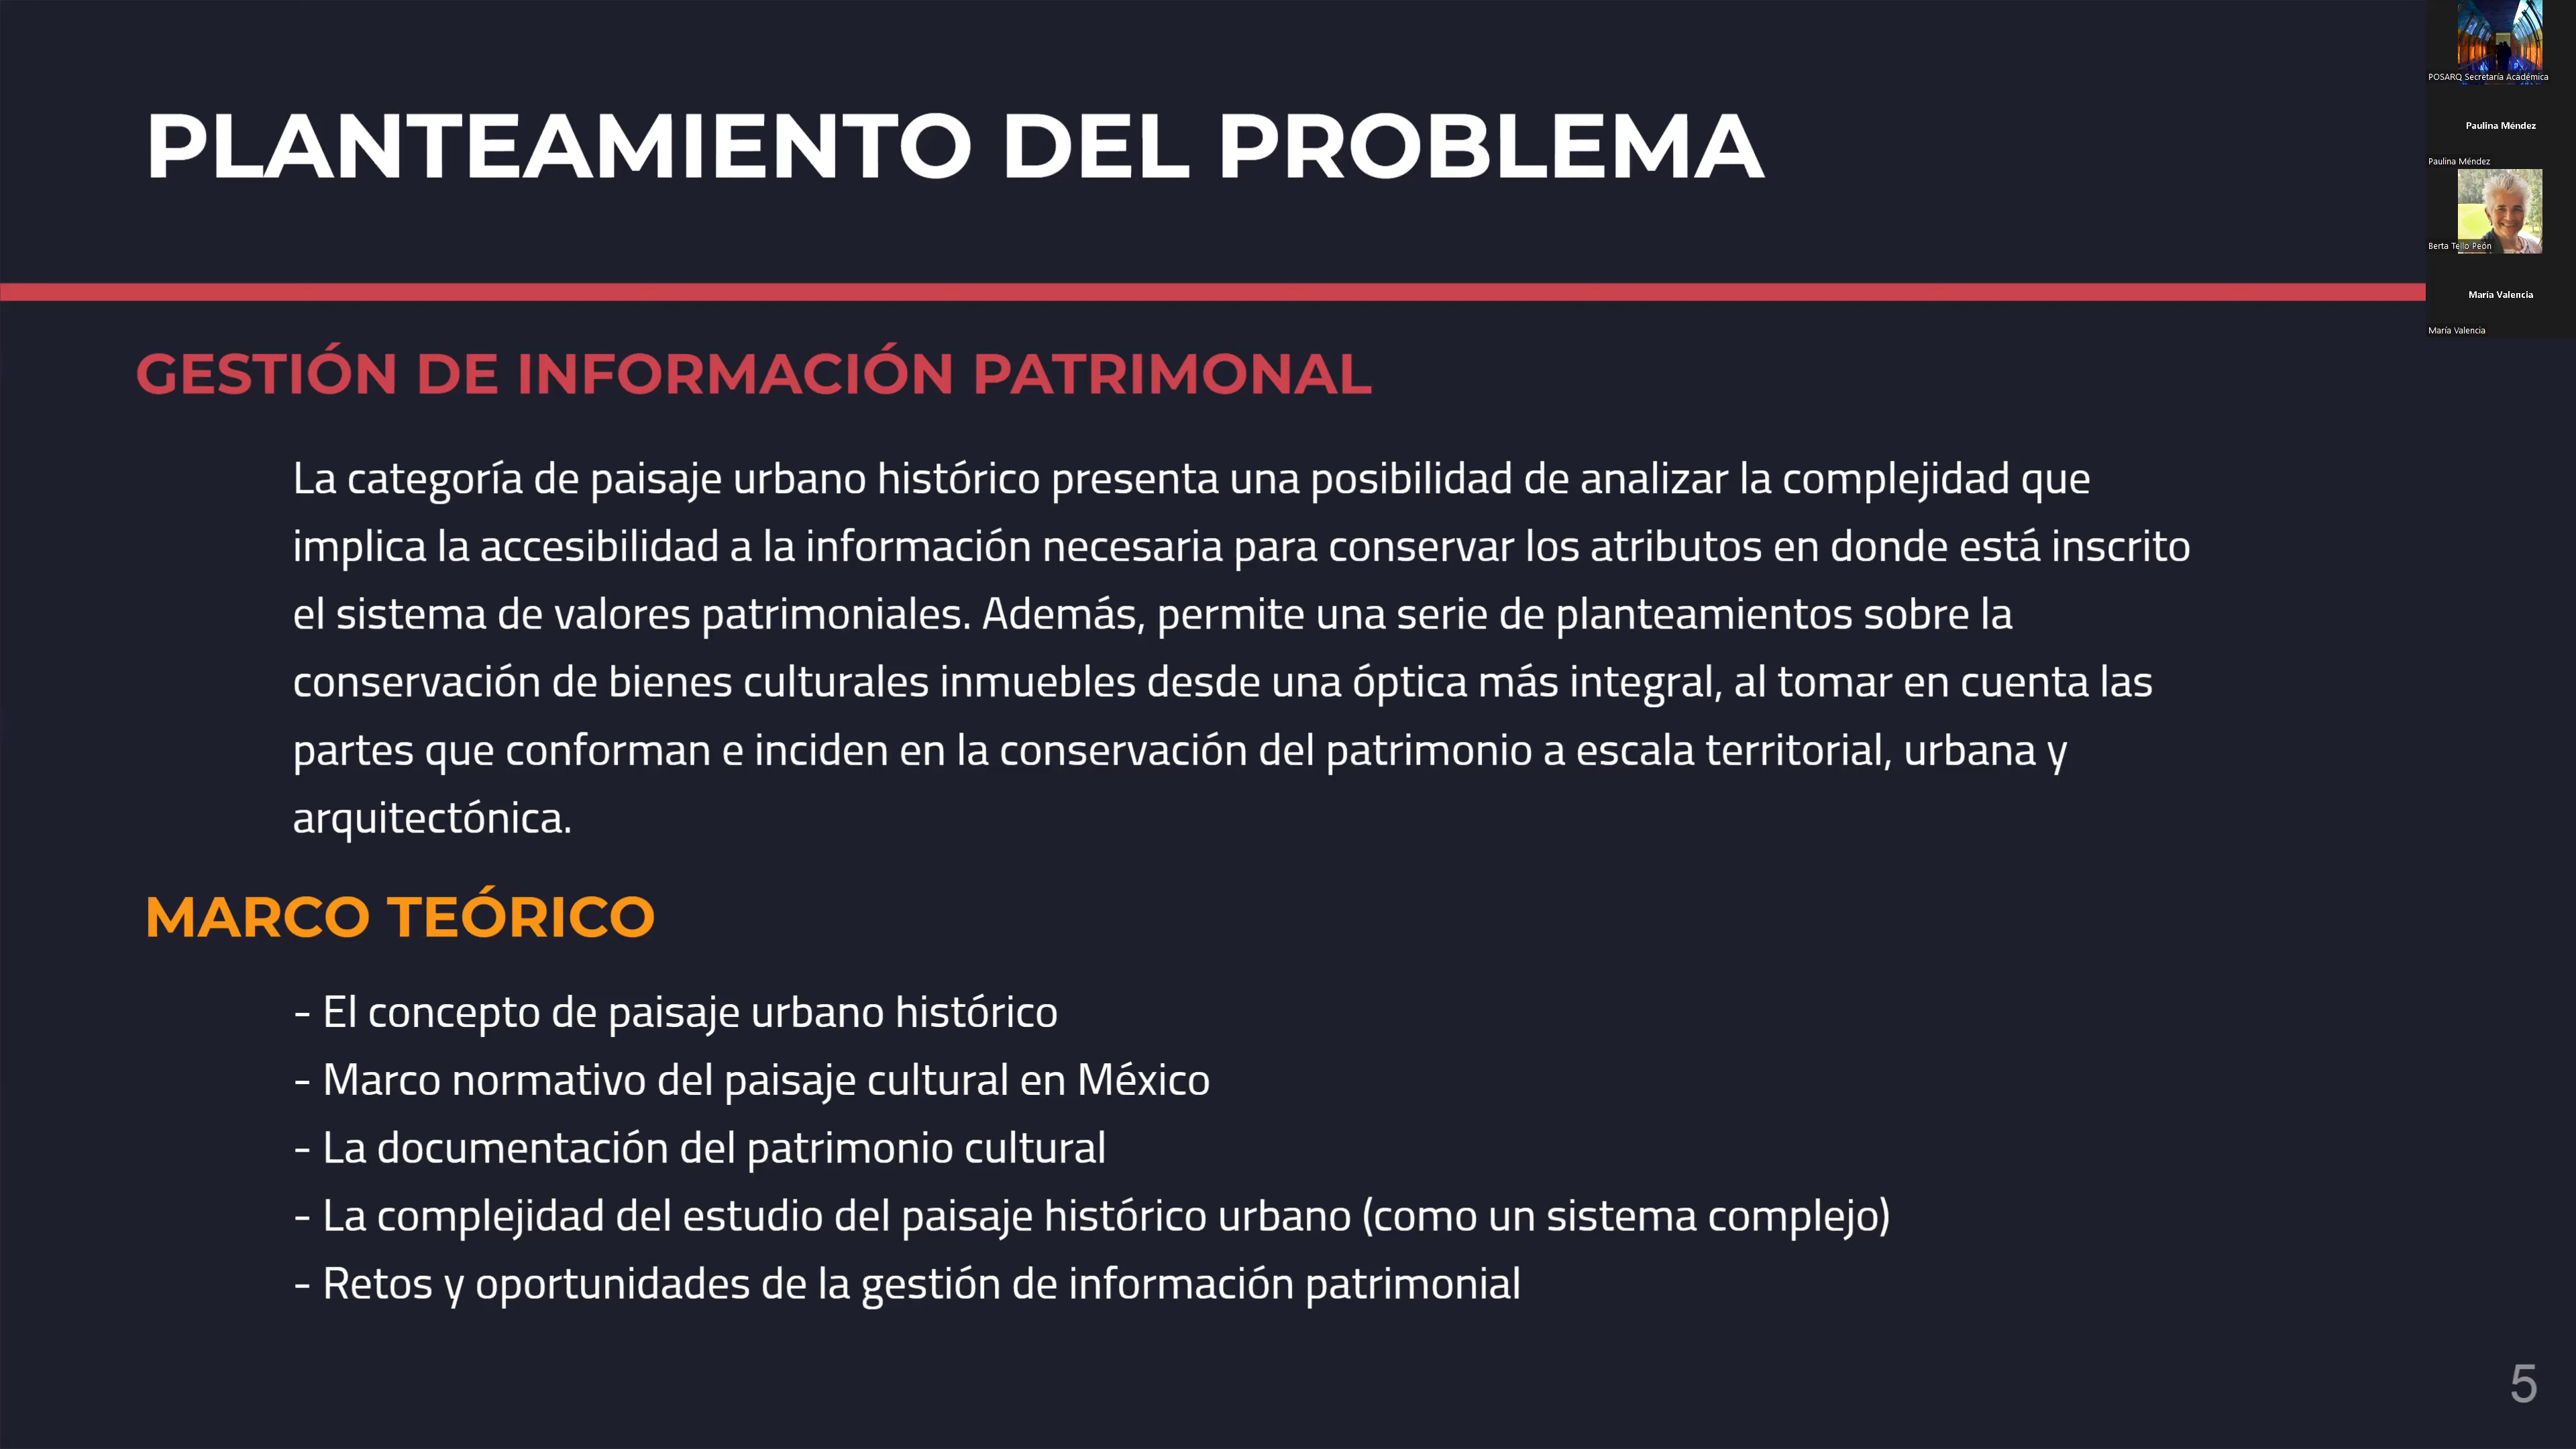 PLANTEAMIENTO DEL PROBLEMA
GESTIÓN DE INFORMACIÓN PATRIMONAL
La categoría de paisaje urbano histórico presenta una posibilidad de analizar la complejidad que
implica la accesibilidad a la información necesaria para conservar los atributos en donde está inscrito
el sistema de valores patrimoniales. Además, permite una serie de planteamientos sobre la
conservación de bienes culturales inmuebles desde una óptica más integral, al tomar en cuenta las
partes que conforman e inciden en la conservación del patrimonio a escala territorial, urbana y
arquitectónica.
MARCO TEÓRICO
- El concepto de paisaje urbano histórico
- Marco normativo del paisaje cultural en México
- La documentación del patrimonio cultural
- La complejidad del estudio del paisaje histórico urbano (como un sistema complejo)
- Retos y oportunidades de la gestión de información patrimonial
5
POSARQ Secretaría Académica
Paulina Méndez
Paulina Méndez
Berta Tello Peón
María Valencia
María Valencia